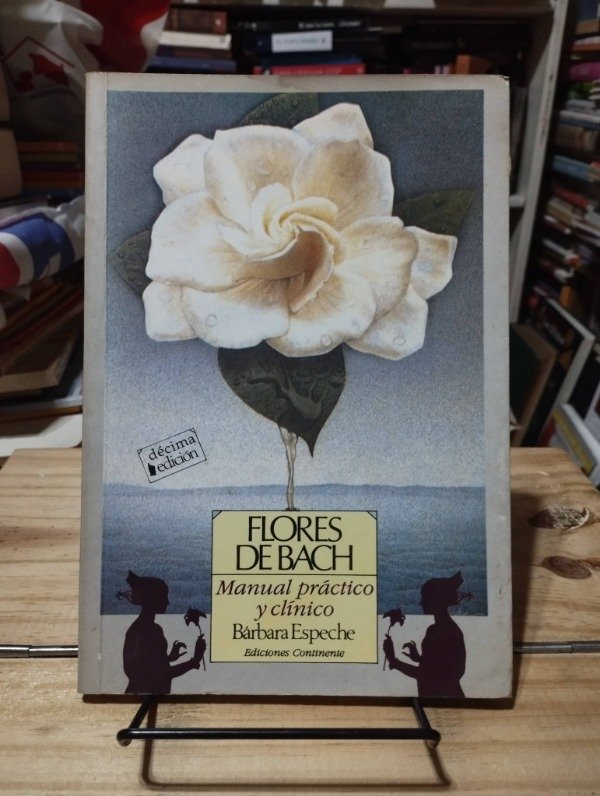 décima
edición
FLORES
DE BACH
Manual práctico
y clínico
Bárbara Espeche
Ediciones Continente